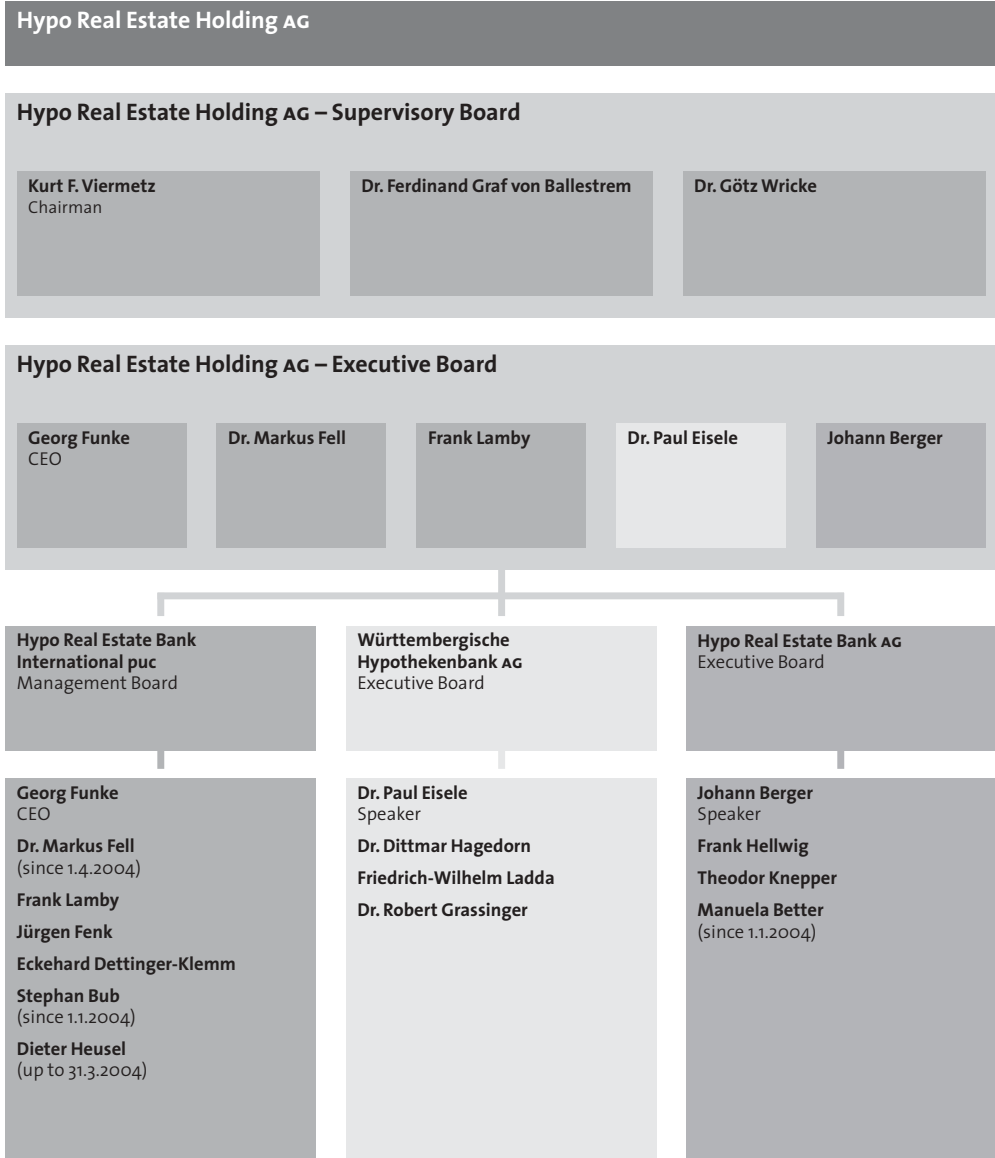 Hypo Real Estate Holding AG
Hypo Real Estate Holding AG – Supervisory Board
Kurt F. Viermetz
Chairman
Dr. Ferdinand Graf von Ballestrem
Dr. Götz Wricke
Hypo Real Estate Holding AG – Executive Board
Georg Funke
CEO
Dr. Markus Fell
Frank Lamby
Dr. Paul Eisele
Johann Berger
Hypo Real Estate Bank
International puc
Management Board
Württembergische
Hypothekenbank AG
Executive Board
Hypo Real Estate Bank AG
Executive Board
Georg Funke
CEO
Dr. Markus Fell
(since 1.4.2004)
Frank Lamby
Jürgen Fenk
Eckehard Dettinger-Klemm
Stephan Bub
(since 1.1.2004)
Dieter Heusel
(up to 31.3.2004)
Dr. Paul Eisele
Speaker
Dr. Dittmar Hagedorn
Friedrich-Wilhelm Ladda
Dr. Robert Grassinger
Johann Berger
Speaker
Frank Hellwig
Theodor Knepper
Manuela Better
(since 1.1.2004)